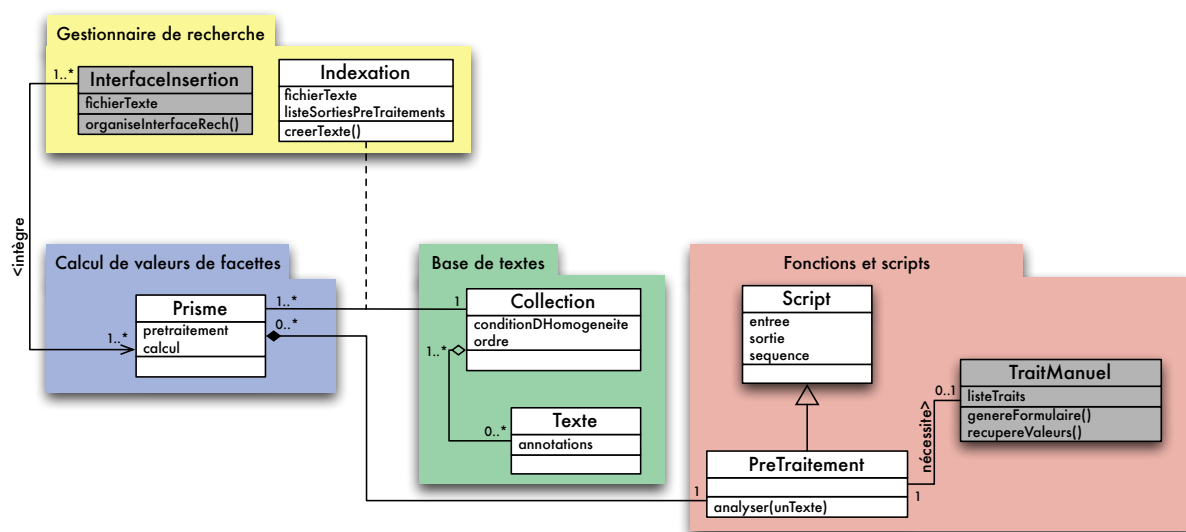 Gestionnaire de recherche
1..*
InterfaceInsertion
fichierTexte
organiseInterfaceRech()
Indexation
fichierTexte
listeSortiesPreTraitements
creerTexte()
<intègre
Calcul de valeurs de facettes
Prisme
pretraitement
calcul
1..*
1..*
0..*
Base de textes
1
Collection
conditionDHomogeneite
ordre
1..*
0..*
Texte
annotations
Fonctions et scripts
Script
entree
sortie
sequence
TraitManuel
listeTraits
genereFormulaire()
recupereValeurs()
0..1
nécessite>
1
PreTraitement
analyser(unTexte)
1